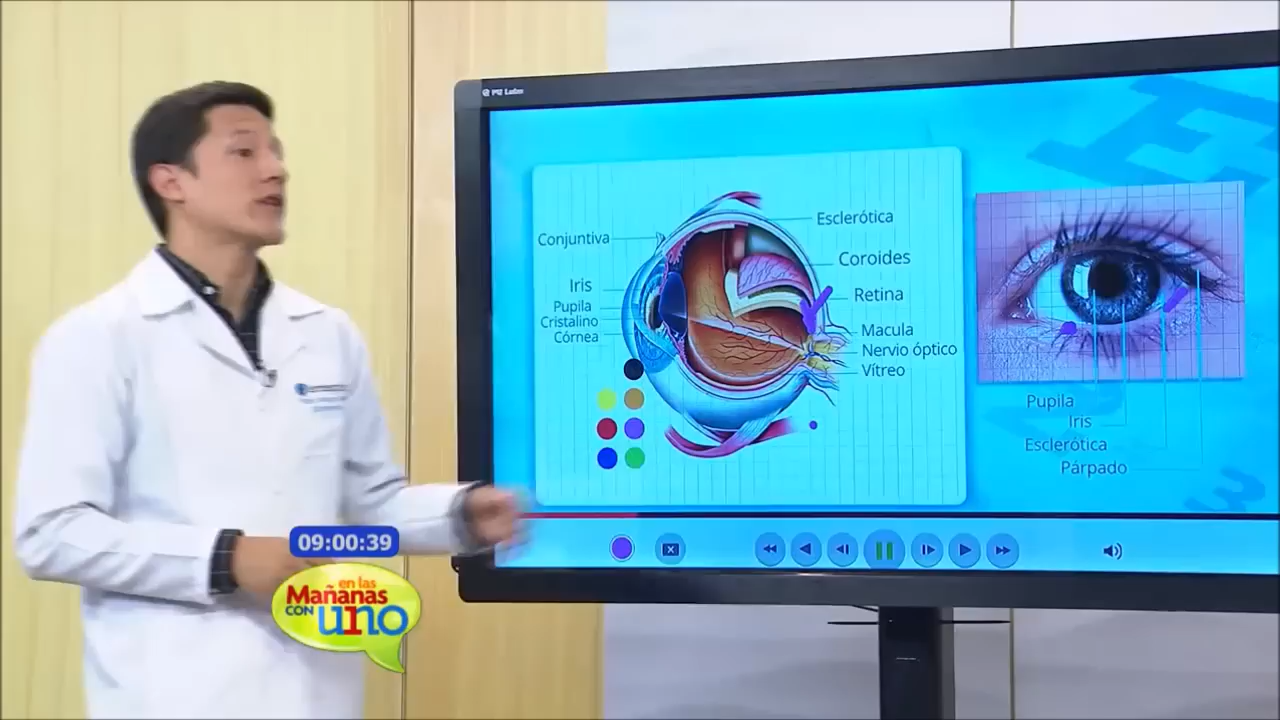 Esclerótica
Conjuntiva
Coroides
Iris
Retina
Pupila
Cristalino
Córnea
Macula
Nervio óptico
Vítreo
Pupila
Iris
Esclerótica
Párpado
09:00:39
en las
Mañanas
CON uno